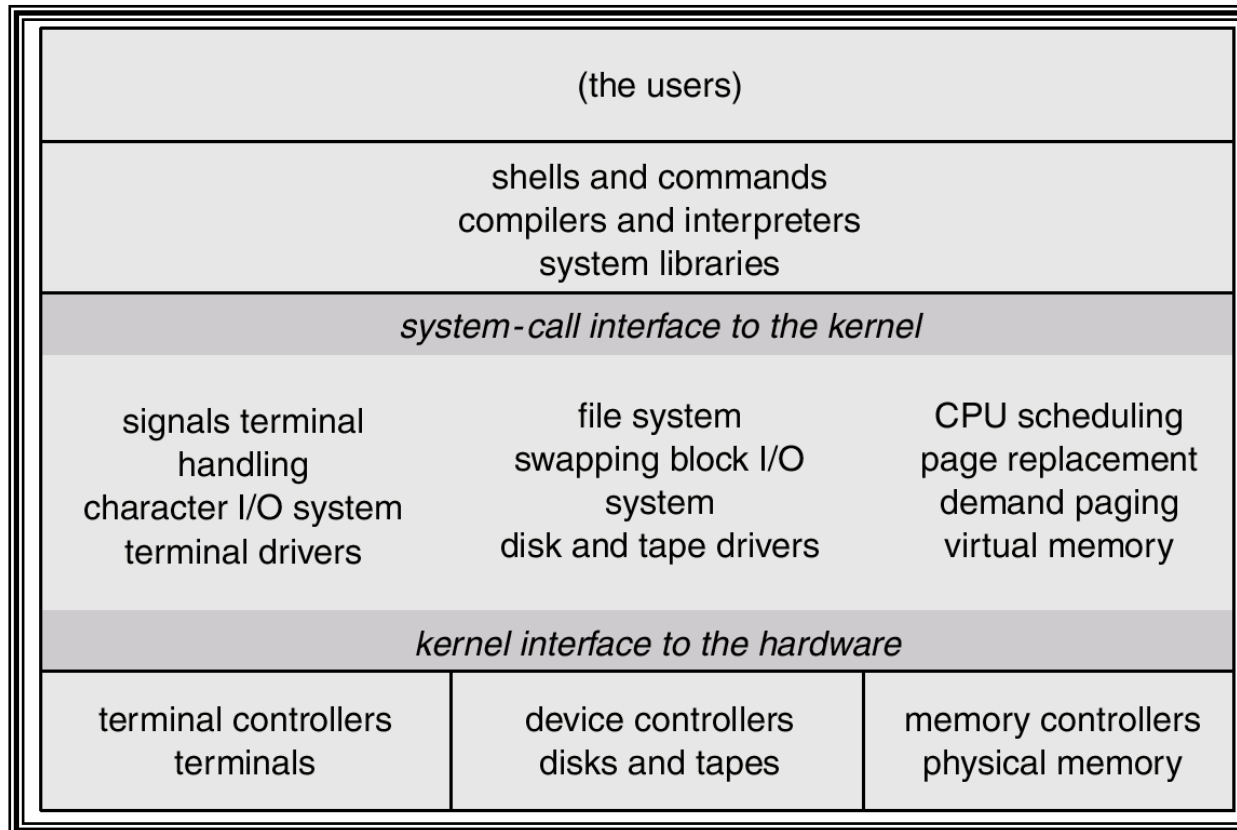 (the users)
shells and commands
compilers and interpreters
system libraries
system-call interface to the kernel
signals terminal
handling
character I/O system
terminal drivers
file system
swapping block I/O
system
disk and tape drivers
CPU scheduling
page replacement
demand paging
virtual memory
kernel interface to the hardware
terminal controllers
terminals
device controllers
disks and tapes
memory controllers
physical memory